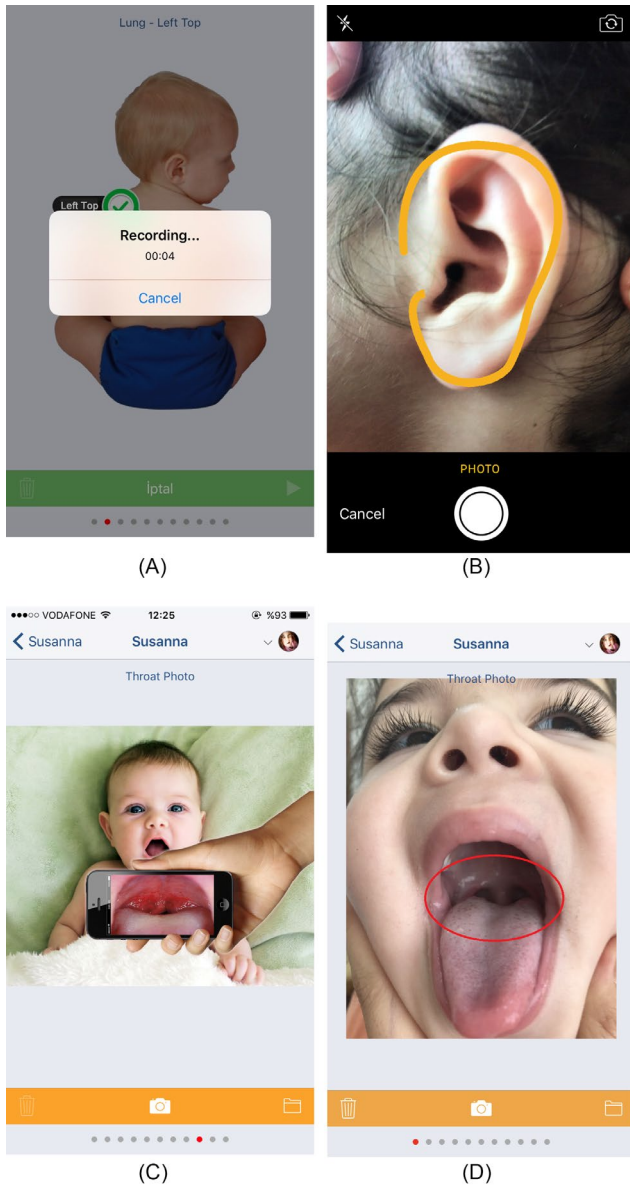 Lung - Left Top
Left Top
Recording...
00:04
Cancel
İptal
(A)
PHOTO
Cancel
(B)
VODAFONE 12:25 %93
Susanna Susanna
Throat Photo
(C)
Susanna Susanna
Throat Photo
(D)